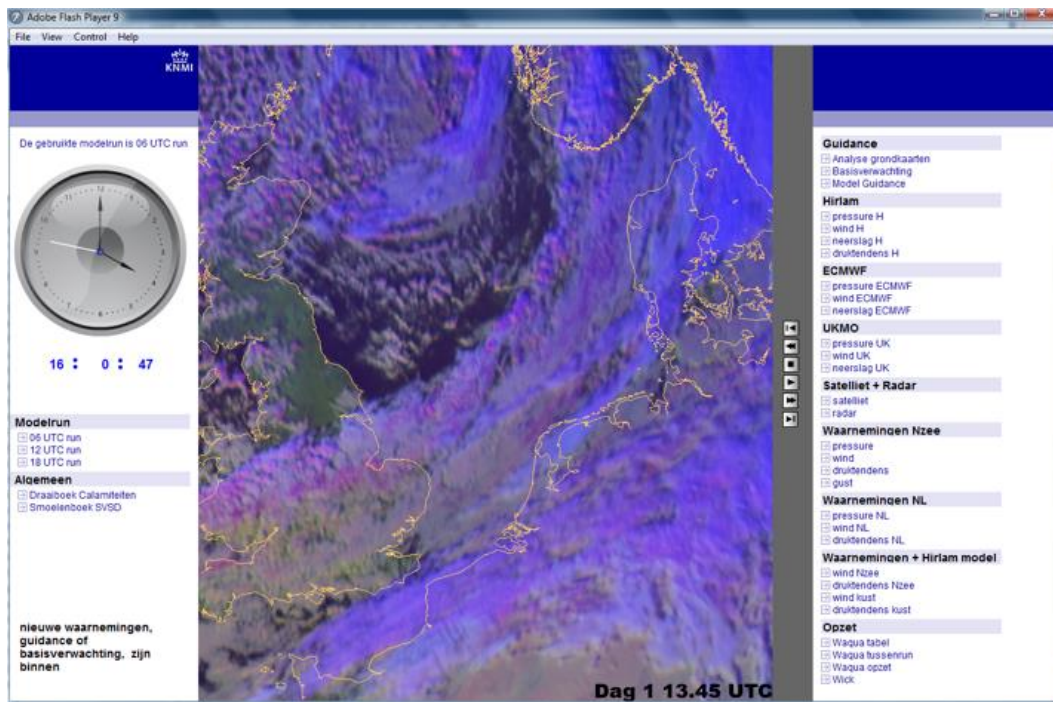 Adobe Flash Player 9
File View Control Help
KNMI
De gebruikte modelrun is 06 UTC run
12
16 : 0 : 47
Modelrun
06 UTC run
12 UTC run
18 UTC run
Algemeen
Draaiboek Calamiteiten
Smoelenboek SVSD
nieuwe waarnemingen,
guidance of
basisverwachting, zijn
binnen
Dag 1 13.45 UTC
Guidance
Analyse grondkaarten
Basisverwachting
Model Guidance
Hirlam
pressure H
wind H
neerslag H
druktendens H
ECMWF
pressure ECMWF
wind ECMWF
neerslag ECMWF
UKMO
pressure UK
wind UK
neerslag UK
Satelliet + Radar
satelliet
radar
Waarnemingen Nzee
pressure
wind
druktendens
gust
Waarnemingen NL
pressure NL
wind NL
druktendens NL
Waarnemingen + Hirlam model
wind Nzee
druktendens Nzee
wind kust
druktendens kust
Opzet
Waqua tabel
Waqua tussenrun
Waqua opzet
Wick